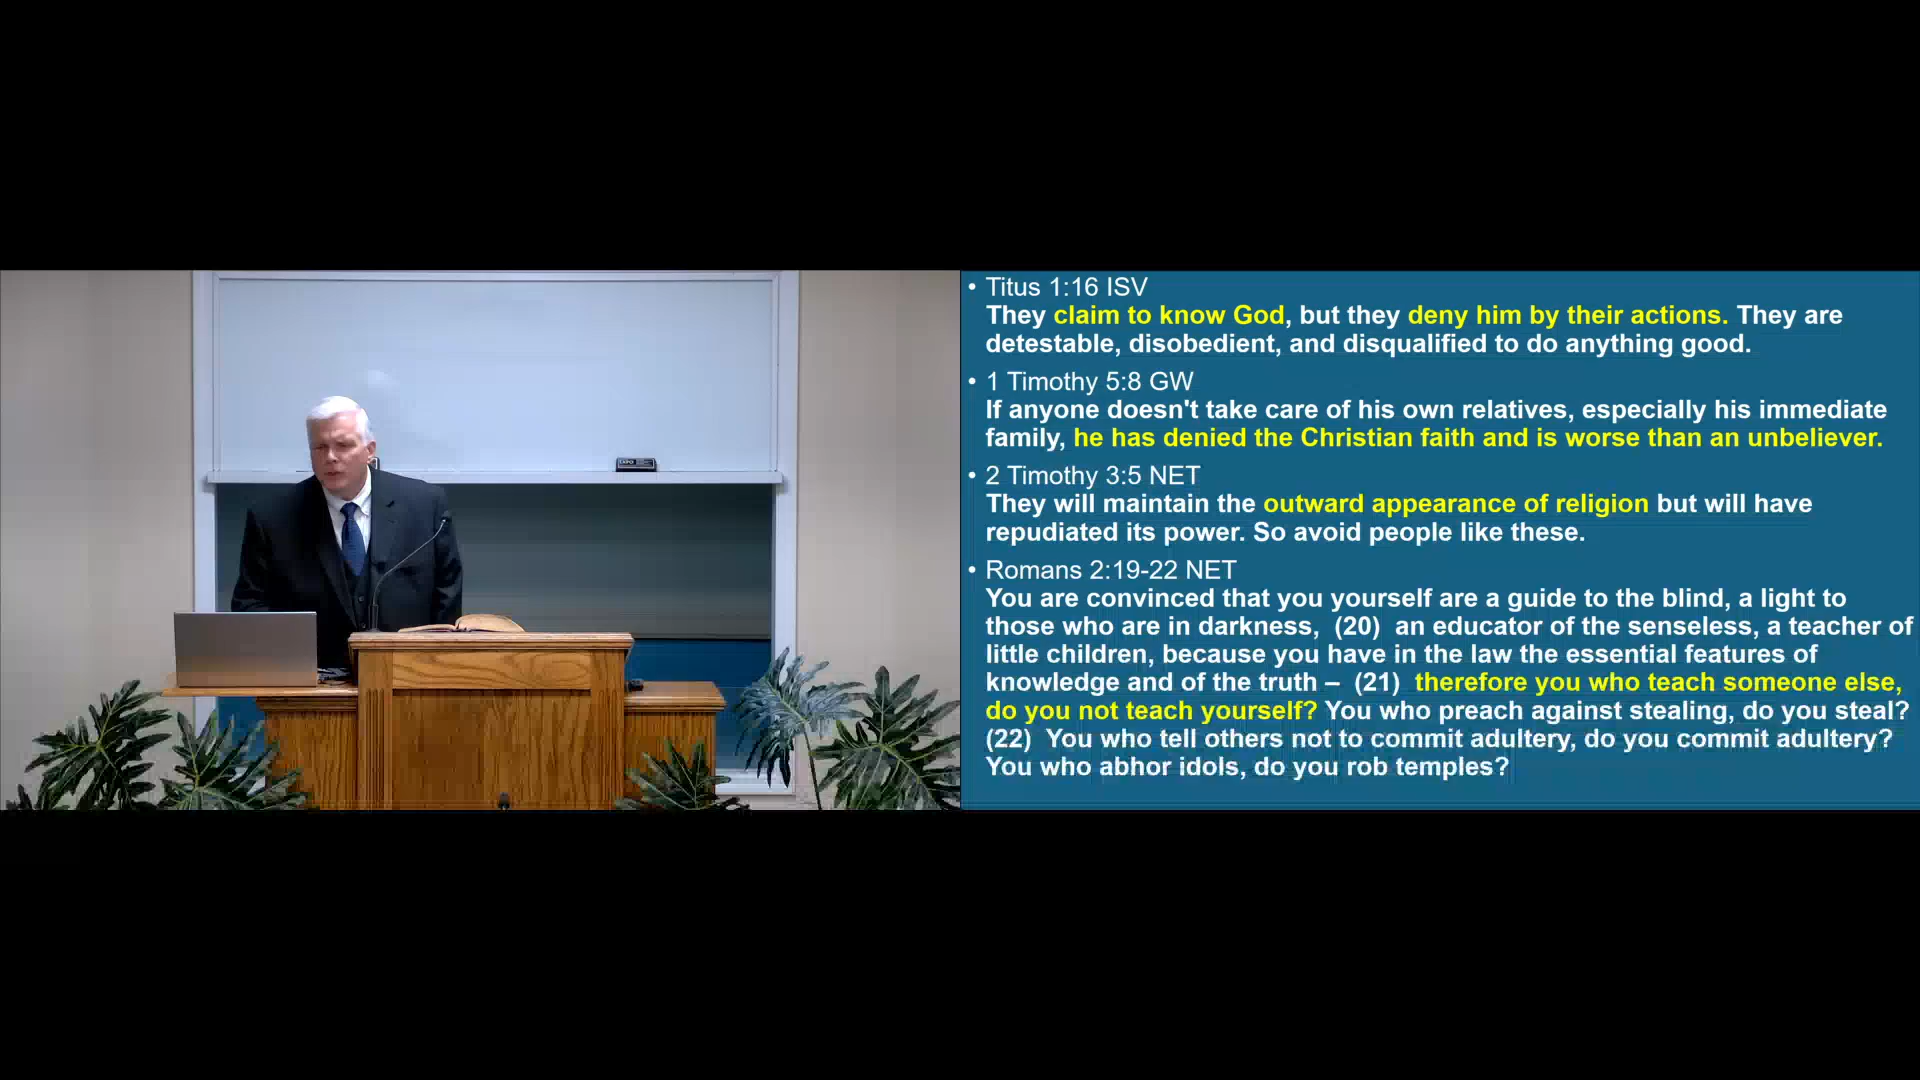 • Titus 1:16 ISV
They claim to know God, but they deny him by their actions. They are
detestable, disobedient, and disqualified to do anything good.
• 1 Timothy 5:8 GW
If anyone doesn't take care of his own relatives, especially his immediate
family, he has denied the Christian faith and is worse than an unbeliever.
• 2 Timothy 3:5 NET
They will maintain the outward appearance of religion but will have
repudiated its power. So avoid people like these.
• Romans 2:19-22 NET
You are convinced that you yourself are a guide to the blind, a light to
those who are in darkness, (20) an educator of the senseless, a teacher of
little children, because you have in the law the essential features of
knowledge and of the truth – (21) therefore you who teach someone else,
do you not teach yourself? You who preach against stealing, do you steal?
(22) You who tell others not to commit adultery, do you commit adultery?
You who abhor idols, do you rob temples?
EXPO